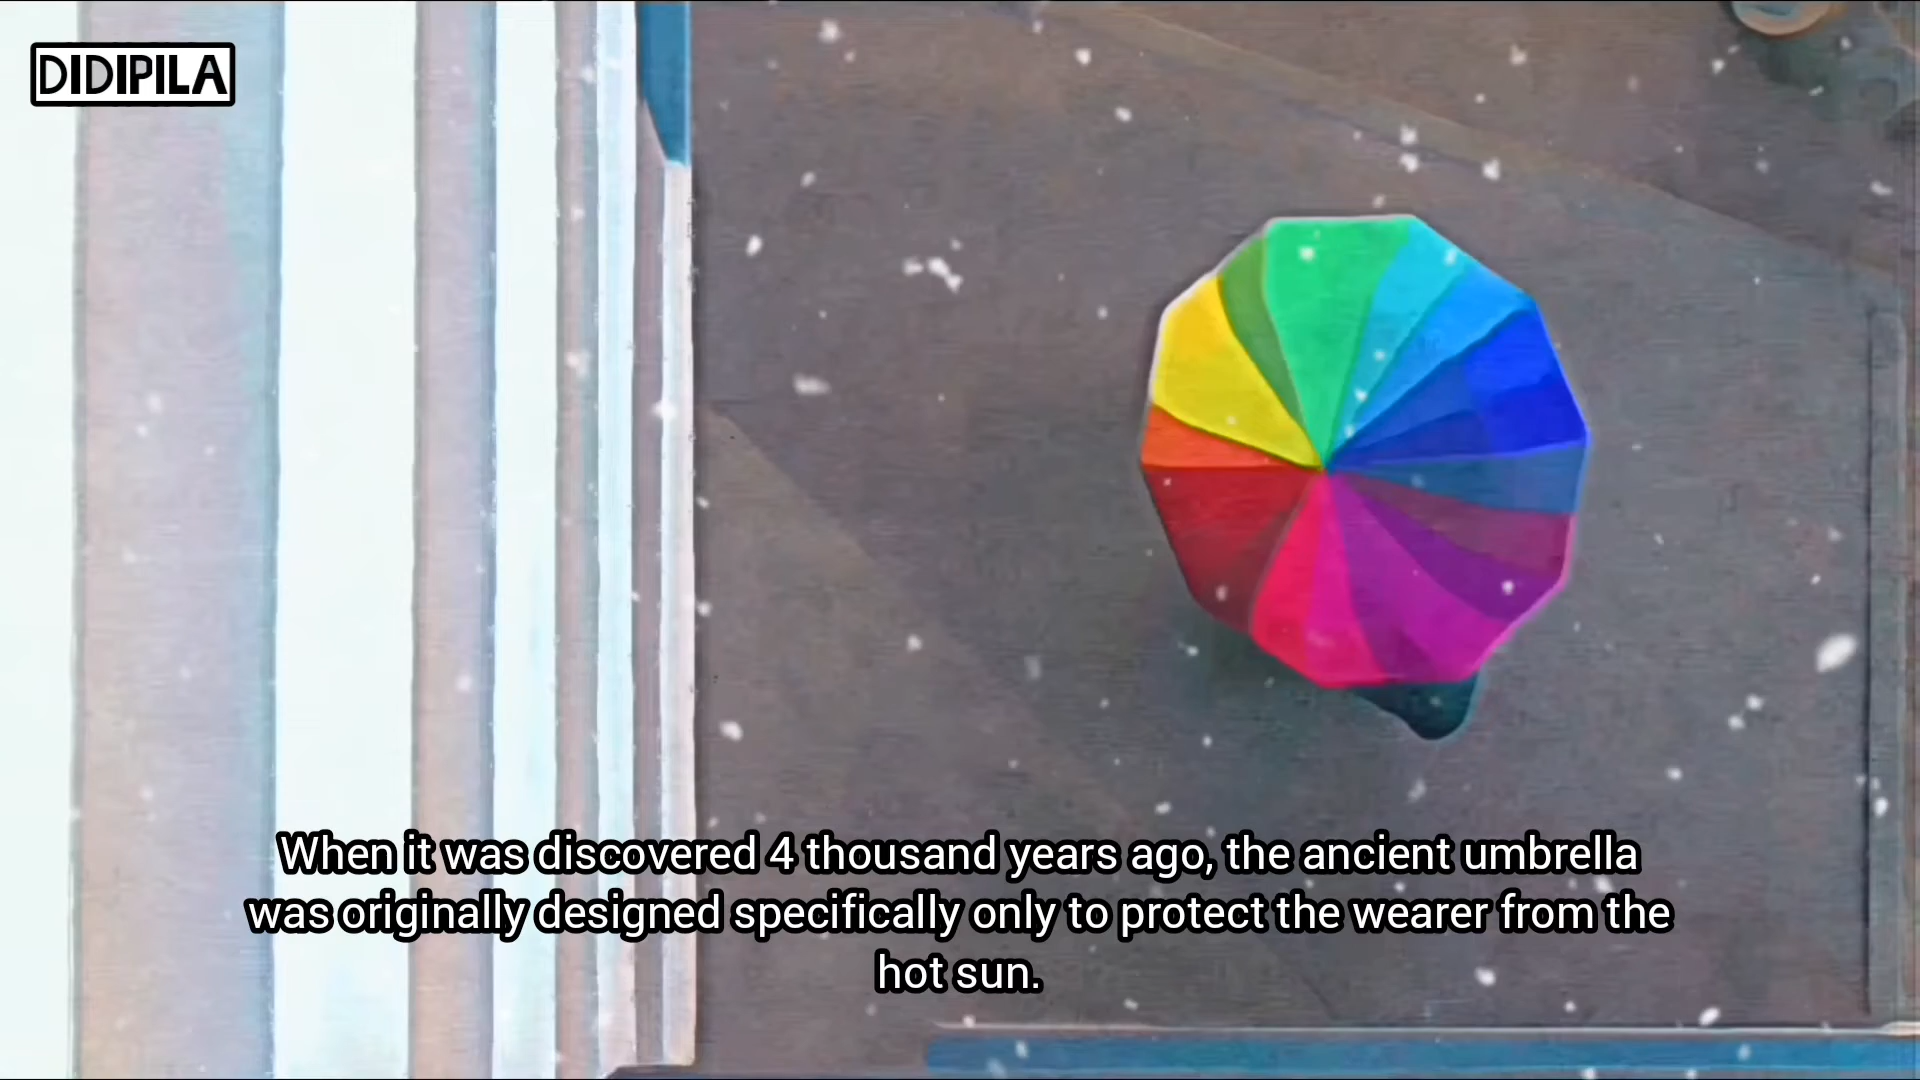 DIDIPILA
When it was discovered 4 thousand years ago, the ancient umbrella
was originally designed specifically only to protect the wearer from the
hot sun.